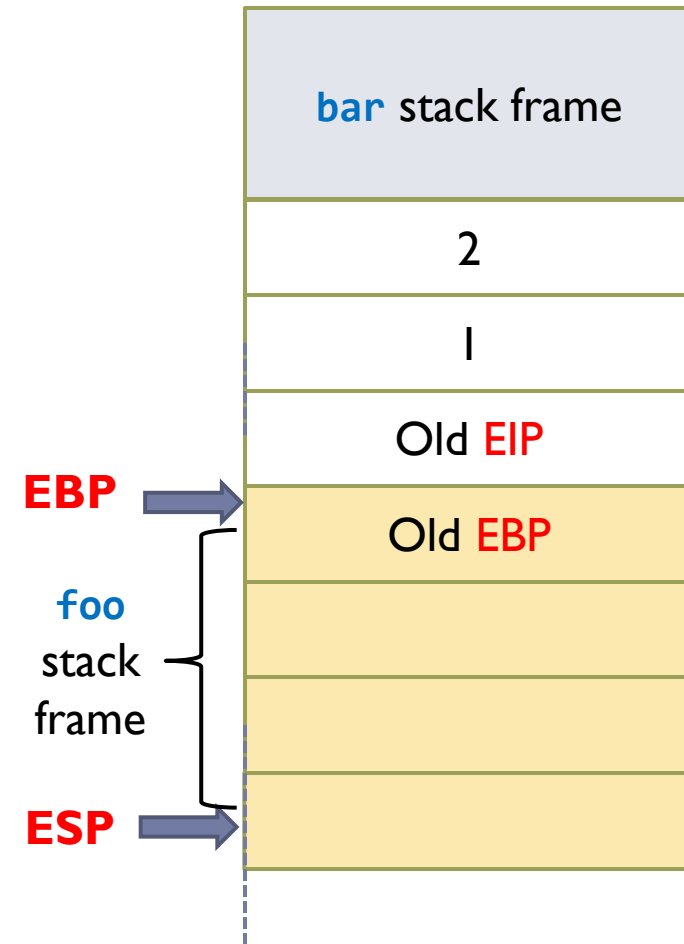 bar stack frame
2
1
Old EIP
EBP
Old EBP
foo
stack
frame
ESP